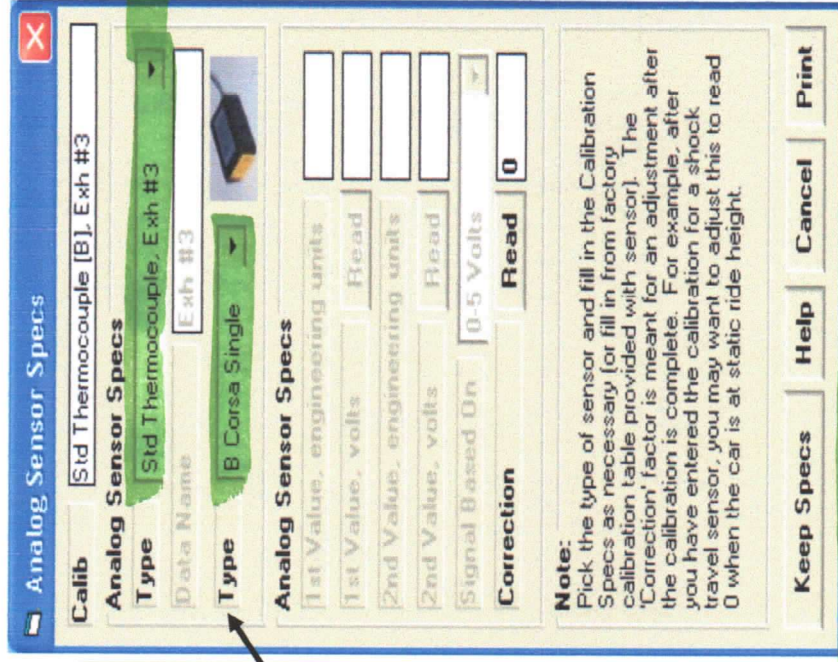 Analog Sensor Specs
Calib Std Thermocouple [B], Exh #3
Analog Sensor Specs
Type Std Thermocouple, Exh #3
Data Name Exh #3
Type B Corsa Single
Analog Sensor Specs
1st Value, engineering units
1st Value, volts Read
2nd Value, engineering units
2nd Value, volts Read
Signal Based On 0-5 Volts
Correction Read 0
Note:
Pick the type of sensor and fill in the Calibration
Specs as necessary (or fill in from factory
calibration table provided with sensor). The
'Correction' factor is meant for an adjustment after
the calibration is complete. For example, after
you have entered the calibration for a shock
travel sensor, you may want to adjust this to read
0 when the car is at static ride height.
Keep Specs Help Cancel Print